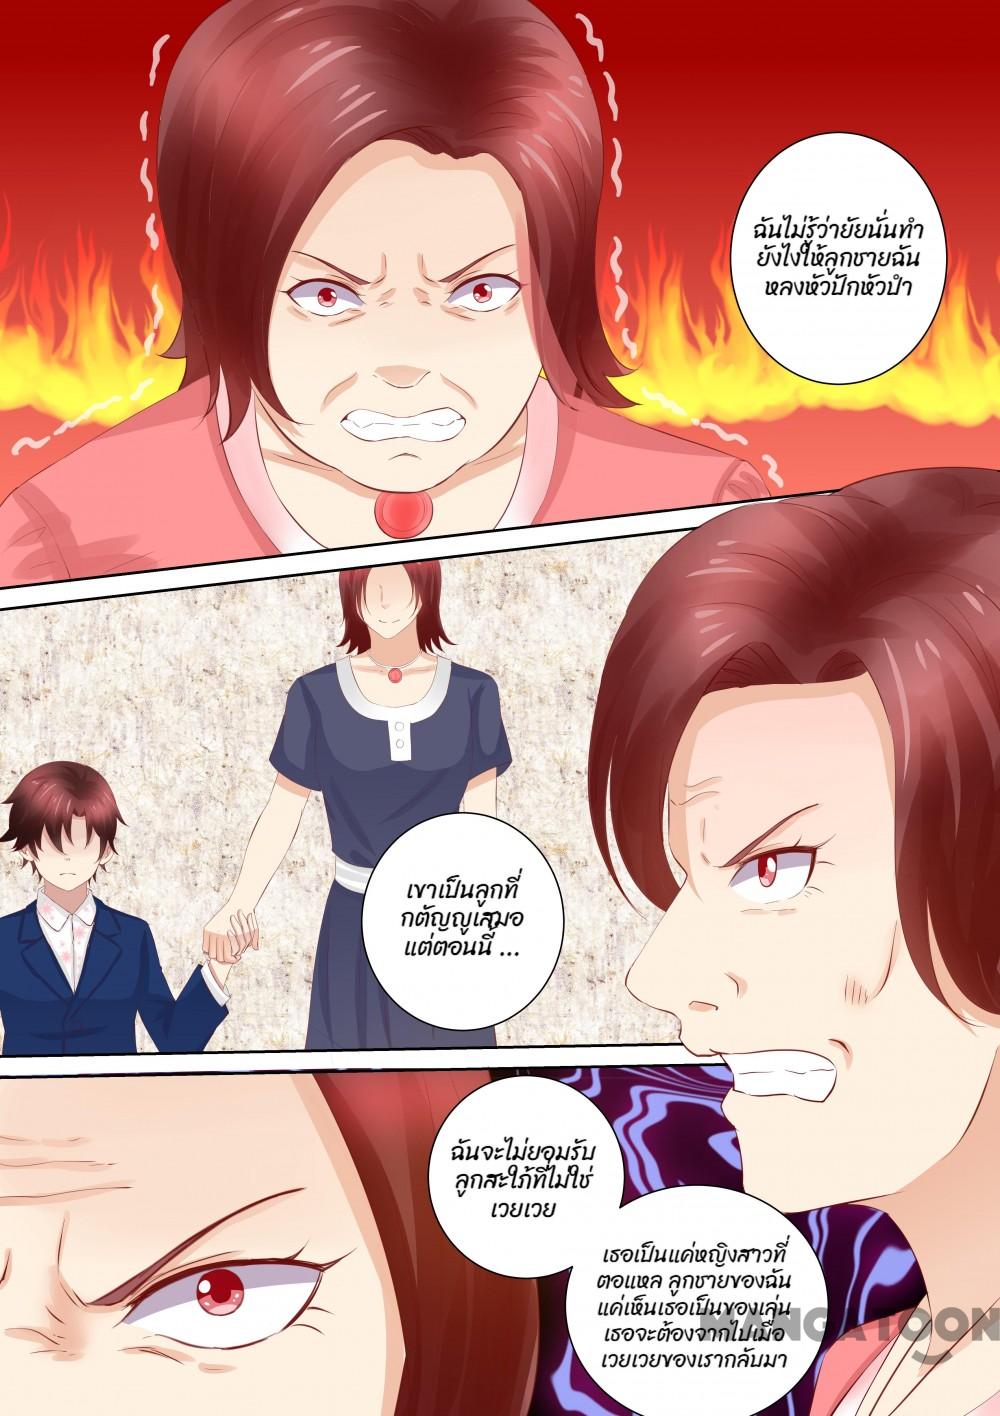 ฉันไม่รู้ว่ายัยนั่นทำ
ยังไงให้ลูกชายฉัน
หลงหัวปักหัวปำ
เขาเป็นลูกที่
กตัญญูเสมอ
แต่ตอนนี้ ...
ฉันจะไม่ยอมรับ
ลูกสะใภ้ที่ไม่ใช่
เวยเวย
เธอเป็นแค่หญิงสาวที่
ตอแหล ลูกชายของฉัน
แค่เห็นเธอเป็นของเล่น
เธอจะต้องจากไปเมื่อ
เวยเวยของเรากลับมา
MANGATOON